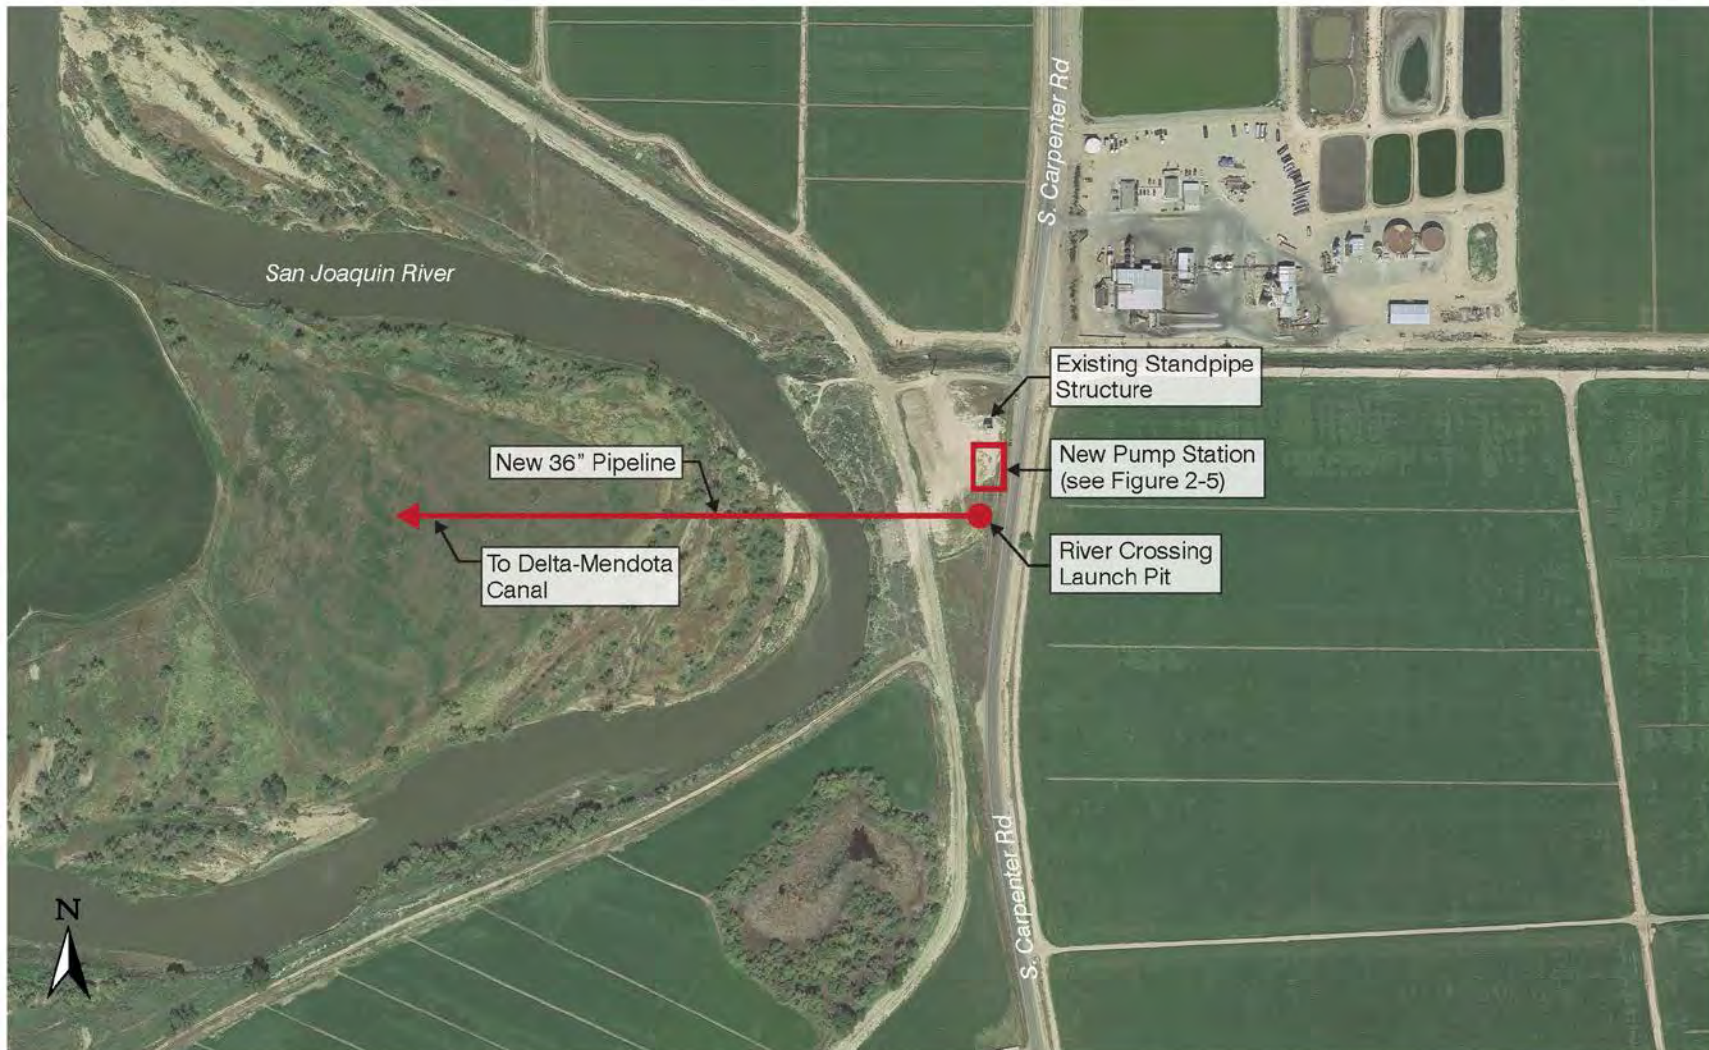 S. Carpenter Rd
San Joaquin River
Existing Standpipe
Structure
New 36” Pipeline
New Pump Station
(see Figure 2-5)
To Delta-Mendota
Canal
River Crossing
Launch Pit
S. Carpenter Rd
N